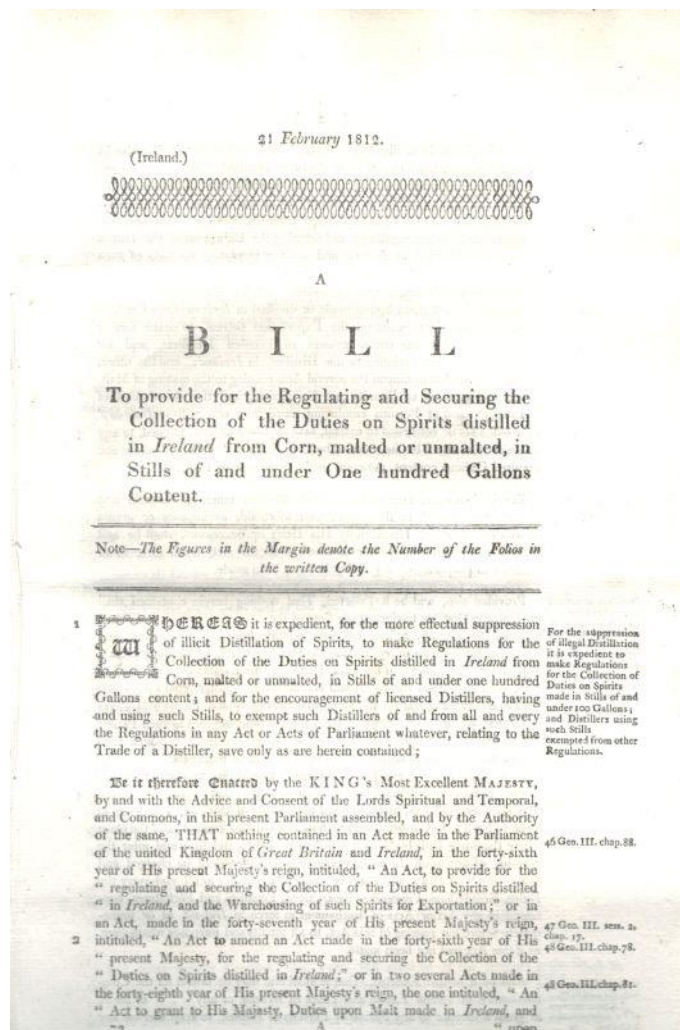 21 February 1812.
(Ireland.)
A
BILL
To provide for the Regulating and Securing the
Collection of the Duties on Spirits distilled
in Ireland from Corn, malted or unmalted, in
Stills of and under One hundred Gallons
Content.
Note—The Figures in the Margin denote the Number of the Folios in
the written Copy.
1
WHEREAS it is expedient, for the more effectual suppression
of illicit Distillation of Spirits, to make Regulations for the
Collection of the Duties on Spirits distilled in Ireland from
Corn, malted or unmalted, in Stills of and under one hundred
Gallons content; and for the encouragement of licensed Distillers, having
and using such Stills, to exempt such Distillers of and from all and every
the Regulations in any Act or Acts of Parliament whatever, relating to the
Trade of a Distiller, save only as are herein contained;
For the suppression
of illegal Distillation
it is expedient to
make Regulations
for the Collection of
Duties on Spirits
made in Stills of and
under 100 Gallons;
and Distillers using
such Stills
exempted from other
Regulations.
Be it therefore Enacted by the KING's Most Excellent MAJESTY,
by and with the Advice and Consent of the Lords Spiritual and Temporal,
and Commons, in this present Parliament assembled, and by the Authority
of the same, THAT nothing contained in an Act made in the Parliament
of the united Kingdom of Great Britain and Ireland, in the forty-sixth
year of His present Majesty's reign, intituled, " An Act, to provide for the
" regulating and securing the Collection of the Duties on Spirits distilled
" in Ireland, and the Warehousing of such Spirits for Exportation;" or in
an Act, made in the forty-seventh year of His present Majesty's reign,
2
intituled, " An Act to amend an Act made in the forty-sixth year of His
" present Majesty, for the regulating and securing the Collection of the
" Duties on Spirits distilled in Ireland;" or in two several Acts made in
the forty-eighth year of His present Majesty's reign, the one intituled, " An
" Act to grant to His Majesty, Duties upon Malt made in Ireland, and
46 Geo. III. chap. 88.
47 Geo. III. sess. 2,
chap. 17.
48 Geo. III. chap. 78.
48 Geo. III. chap. 81.
A
" upon